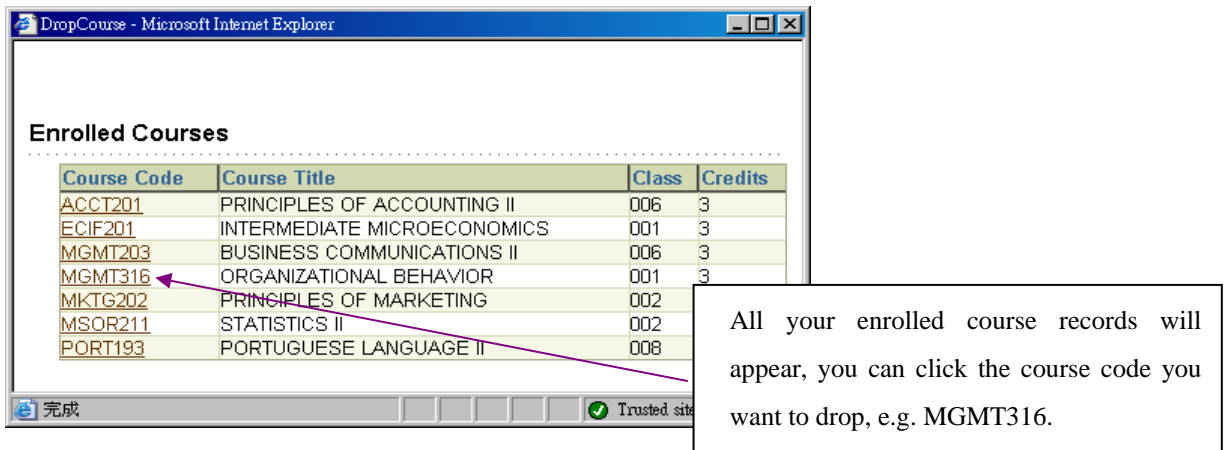 DropCourse - Microsoft Internet Explorer
Enrolled Courses
Course Code Course Title Class Credits
ACCT201 PRINCIPLES OF ACCOUNTING II 006 3
ECIF201 INTERMEDIATE MICROECONOMICS 001 3
MGMT203 BUSINESS COMMUNICATIONS II 006 3
MGMT316 ORGANIZATIONAL BEHAVIOR 001 3
MKTG202 PRINCIPLES OF MARKETING 002
MSOR211 STATISTICS II 002
PORT193 PORTUGUESE LANGUAGE II 008
All your enrolled course records will
appear, you can click the course code you
want to drop, e.g. MGMT316.
完成 Trusted site